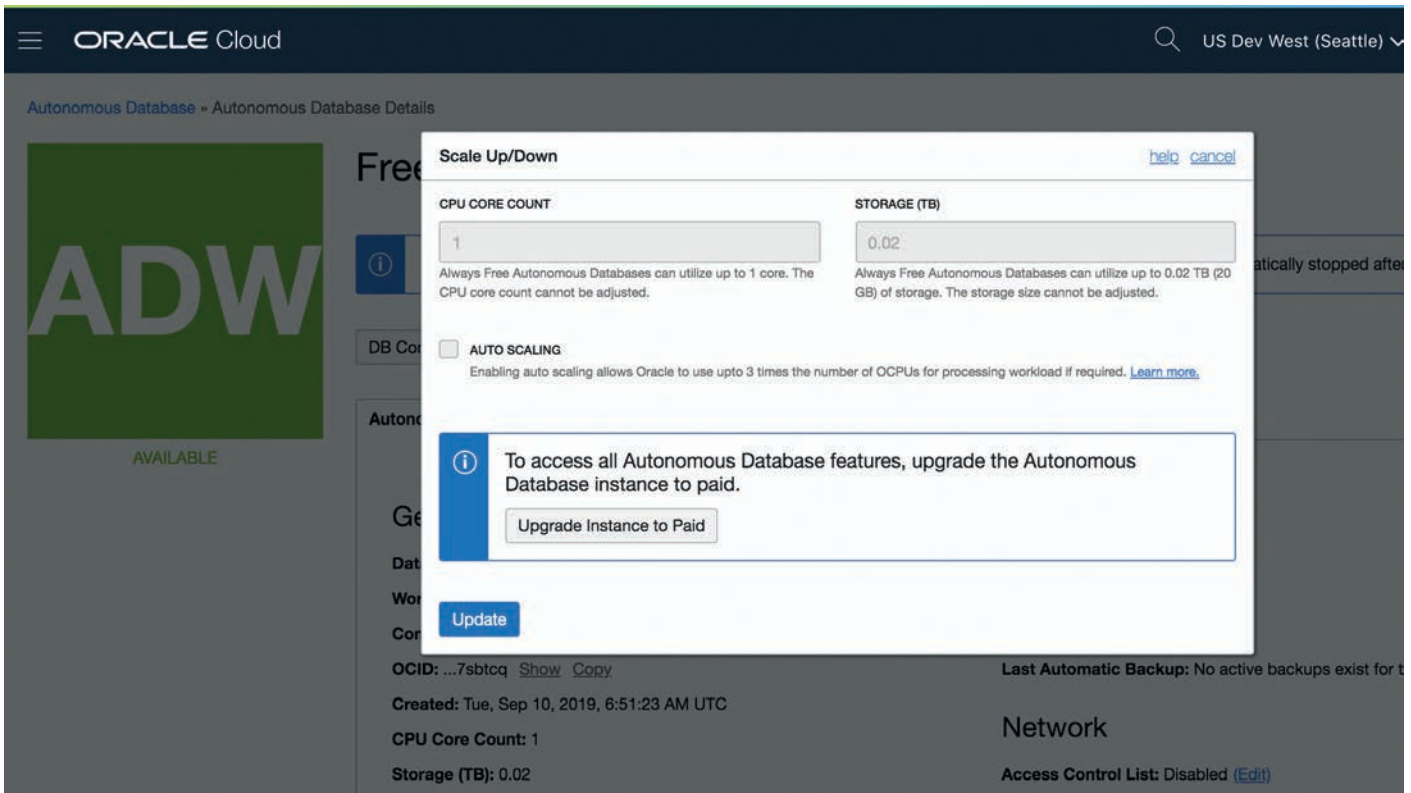 ORACLE Cloud
US Dev West (Seattle)
Autonomous Database » Autonomous Database Details
ADW
AVAILABLE
Free
Scale Up/Down
help cancel
CPU CORE COUNT
1
Always Free Autonomous Databases can utilize up to 1 core. The
CPU core count cannot be adjusted.
STORAGE (TB)
0.02
Always Free Autonomous Databases can utilize up to 0.02 TB (20
GB) of storage. The storage size cannot be adjusted.
atically stopped after
DB Con
AUTO SCALING
Enabling auto scaling allows Oracle to use upto 3 times the number of OCPUs for processing workload if required. Learn more.
Autono
To access all Autonomous Database features, upgrade the Autonomous
Database instance to paid.
Upgrade Instance to Paid
Ge
Dat
Wor
Con
Update
OCID: ...7sbtcq Show Copy
Created: Tue, Sep 10, 2019, 6:51:23 AM UTC
CPU Core Count: 1
Storage (TB): 0.02
Last Automatic Backup: No active backups exist for t
Network
Access Control List: Disabled (Edit)